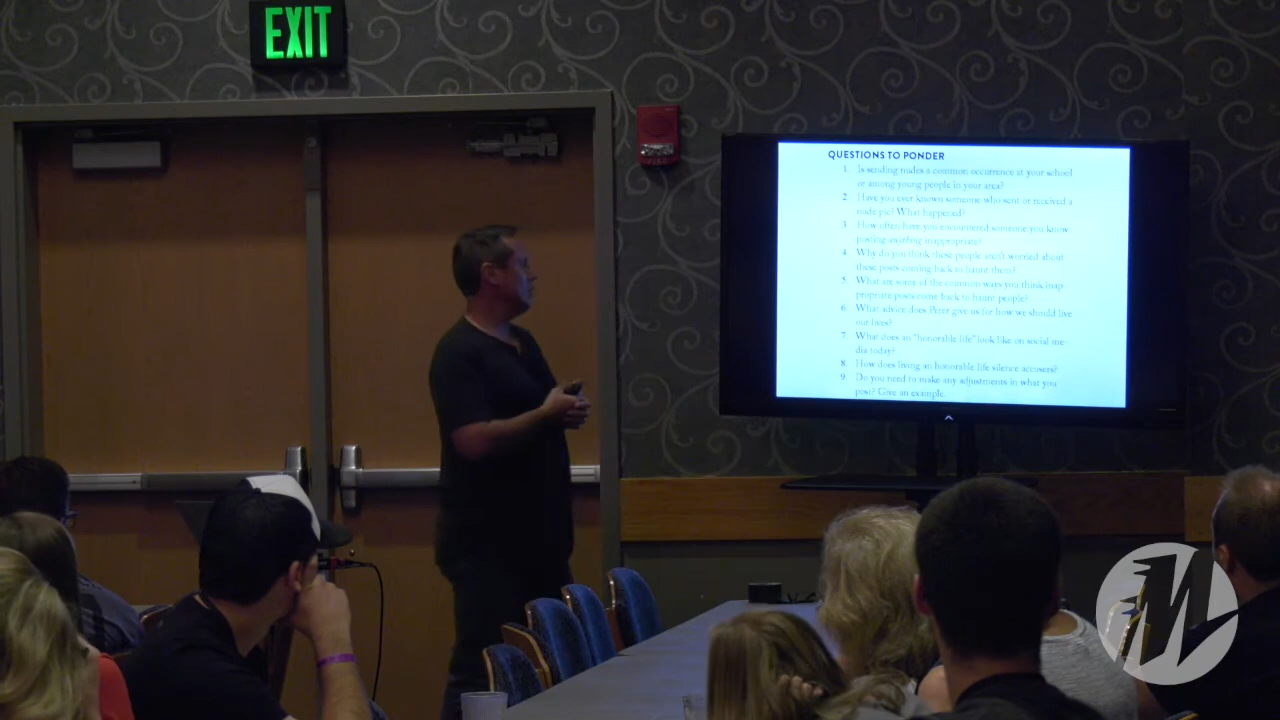 EXIT
QUESTIONS TO PONDER
1. Is sending nudes a common occurrence at your school
or among young people in your area?
2. Have you ever known someone who sent or received a
nude pic? What happened?
3. How often have you encountered someone you know
posting anything inappropriate?
4. Why do you think these people aren't worried about
these posts coming back to haunt them?
5. What are some of the common ways you think inap-
propriate posts come back to haunt people?
6. What advice does Peter give us for how we should live
our lives?
7. What does an "honorable life" look like on social me-
dia today?
8. How does living an honorable life silence accusers?
9. Do you need to make any adjustments in what you
post? Give an example.
M